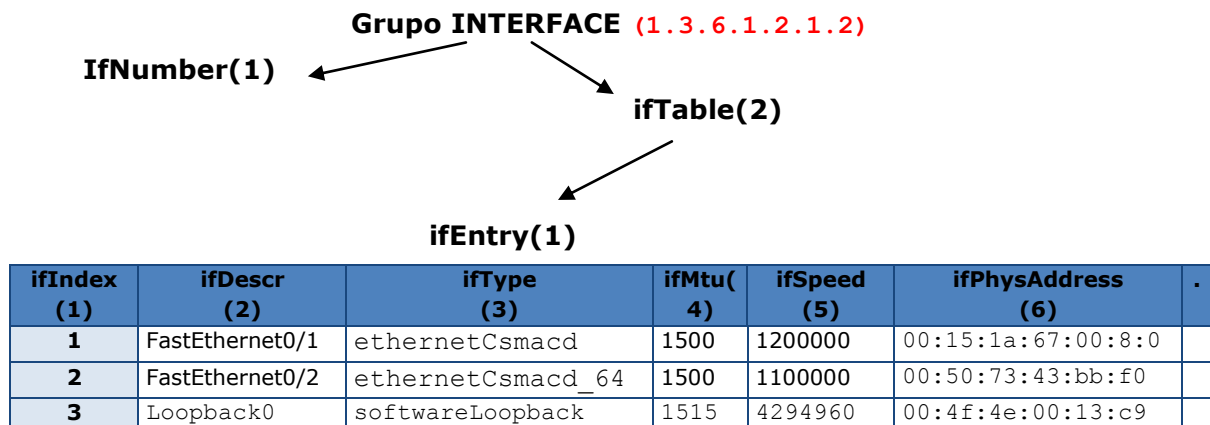 Grupo INTERFACE (1.3.6.1.2.1.2)
IfNumber(1)
ifTable(2)
ifEntry(1)
ifIndex (1) ifDescr (2) ifType (3) ifMtu( 4) ifSpeed (5) ifPhysAddress (6) .
1 FastEthernet0/1 ethernetCsmacd 1500 1200000 00:15:1a:67:00:8:0
2 FastEthernet0/2 ethernetCsmacd_64 1500 1100000 00:50:73:43:bb:f0
3 Loopback0 softwareLoopback 1515 4294960 00:4f:4e:00:13:c9